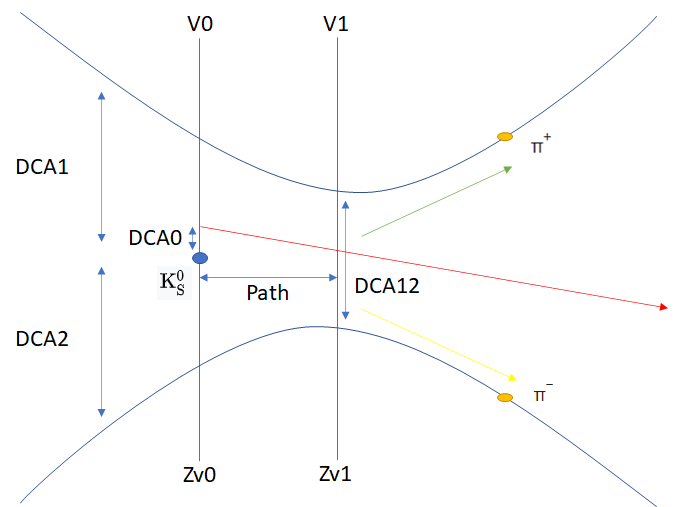 V0 V1
π⁺
DCA1
DCA0
K⁰S
Path
DCA12
DCA2
π⁻
Zv0 Zv1